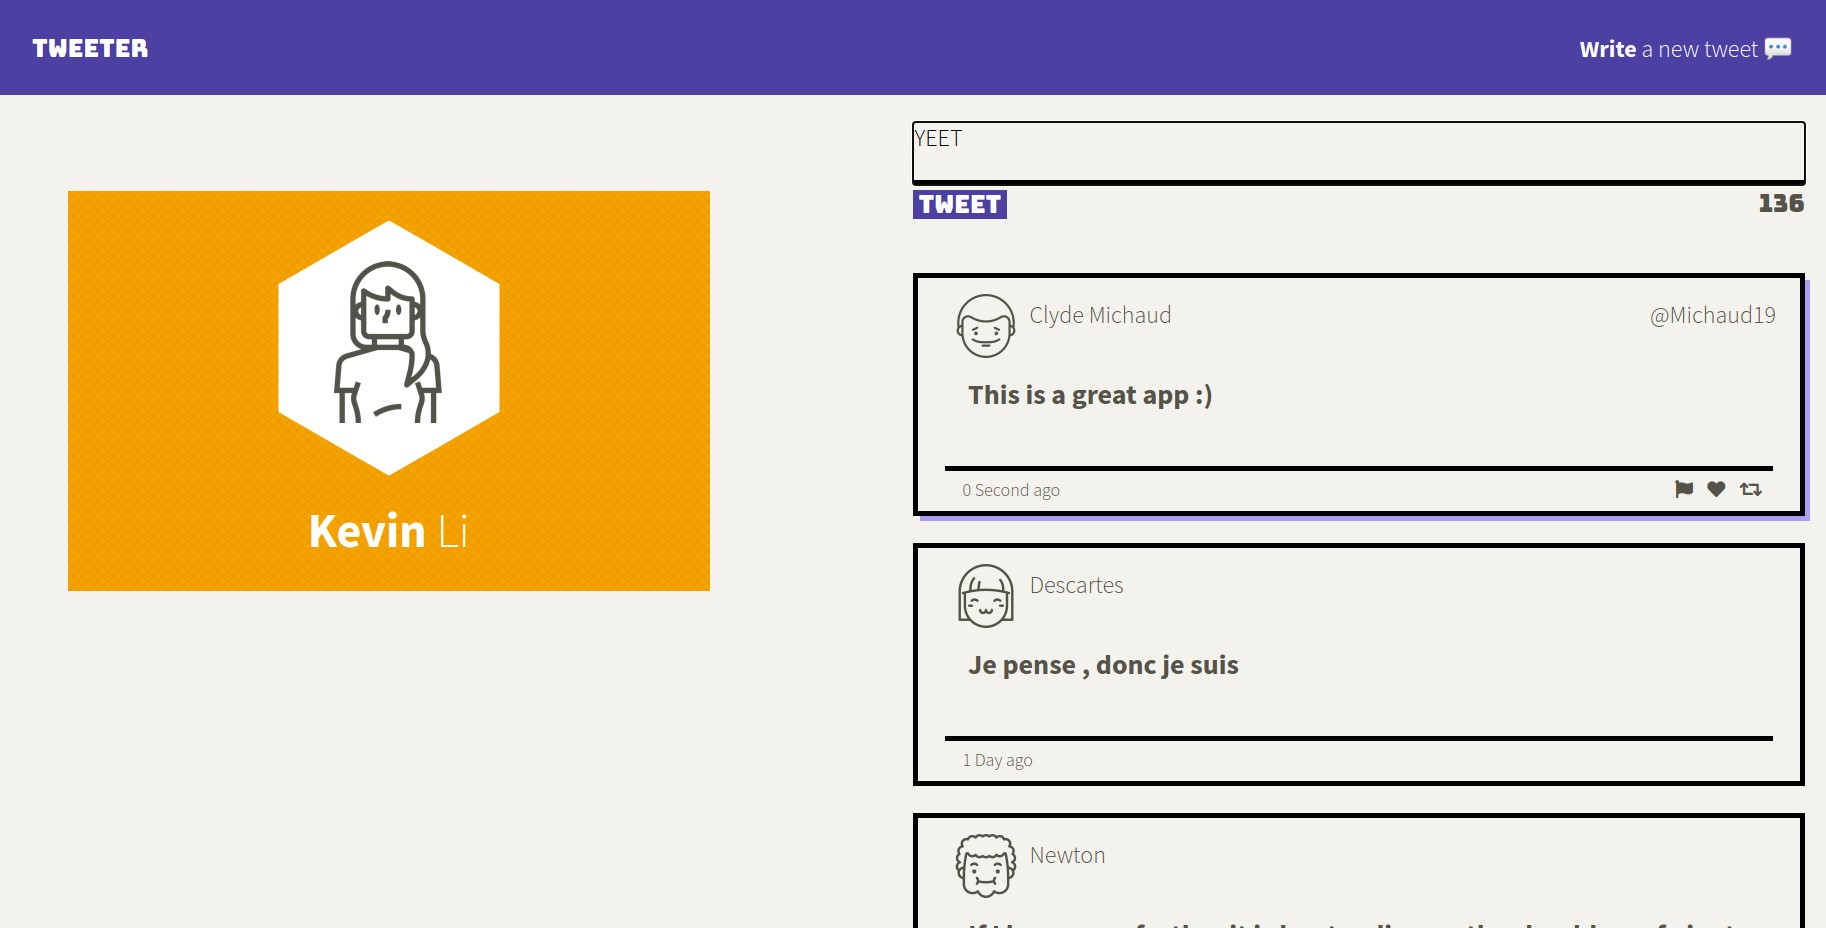 TWEETER
Write a new tweet
Kevin Li
YEET
TWEET
136
Clyde Michaud
@Michaud19
This is a great app :)
0 Second ago
Descartes
Je pense , donc je suis
1 Day ago
Newton